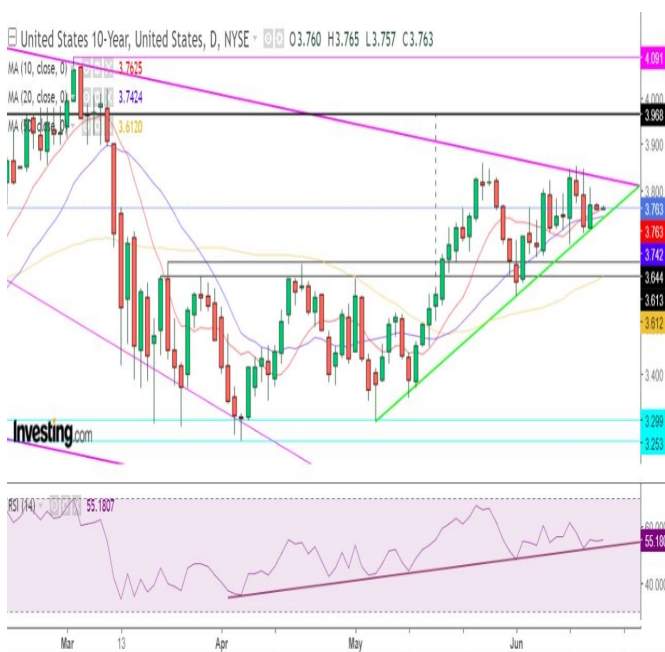 United States 10-Year, United States, D, NYSE O3.760 H3.765 L3.757 C3.763
MA (10, close, 0) 3.7625
MA (20, close, 0) 3.7424
close, 0) 3.6120
4.091
4.000
3.968
3.900
3.800
3.763
3.763
3.742
3.644
3.613
3.612
3.400
3.299
3.253
Investing.com
RSI (14) 55.1807
60.000
55.180
40.000
Mar 13 Apr May Jun